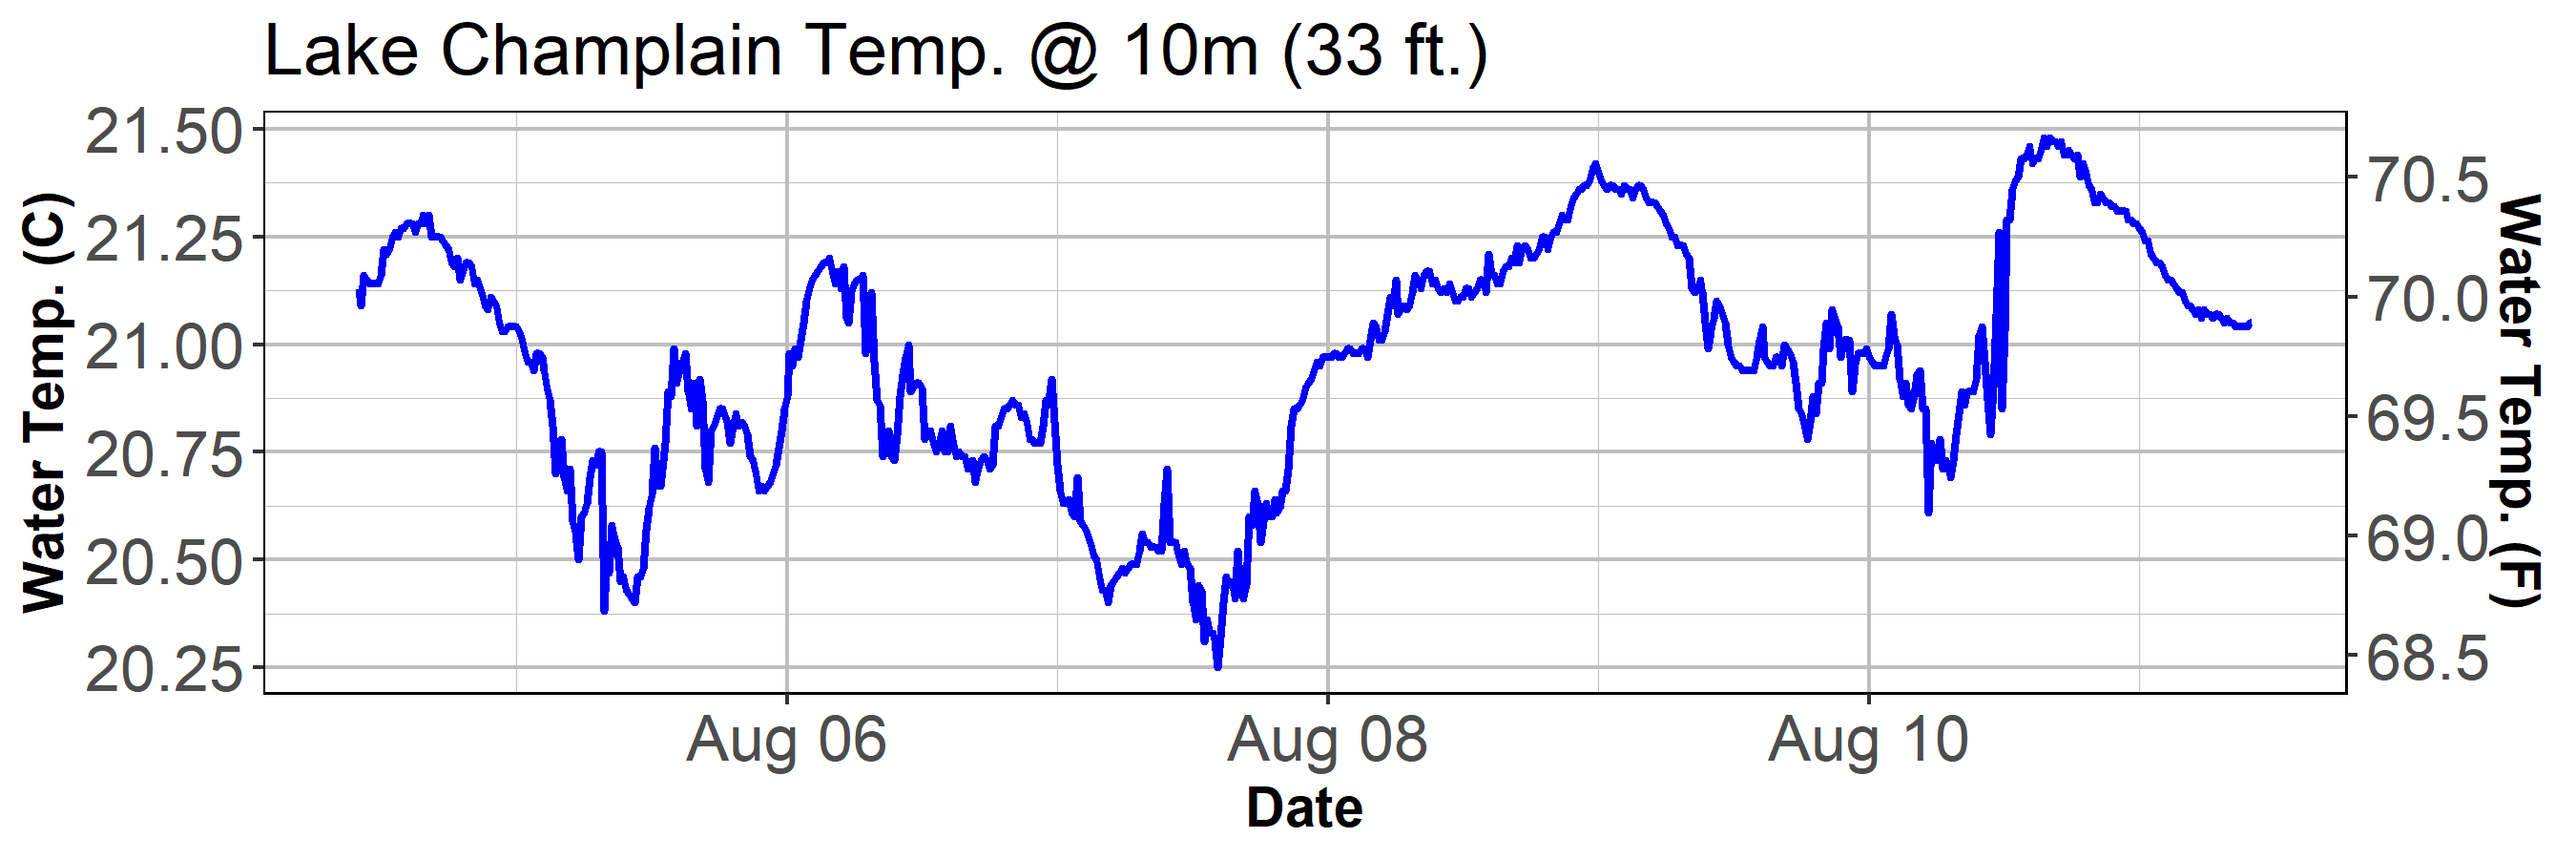 Lake Champlain Temp. @ 10m (33 ft.)
Water Temp. (C)
21.50
21.25
21.00
20.75
20.50
20.25
70.5
70.0
69.5
69.0
68.5
Water Temp. (F)
Aug 06
Aug 08
Aug 10
Date